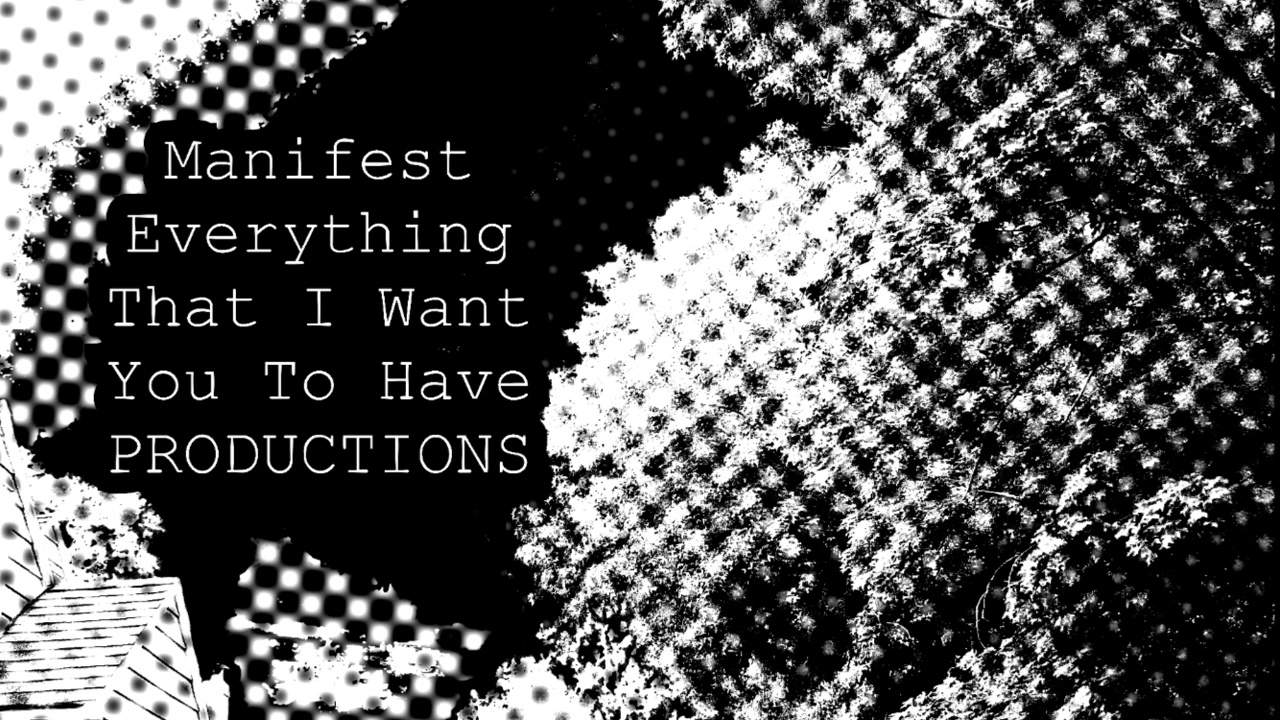 Manifest
Everything
That I Want
You To Have
PRODUCTIONS